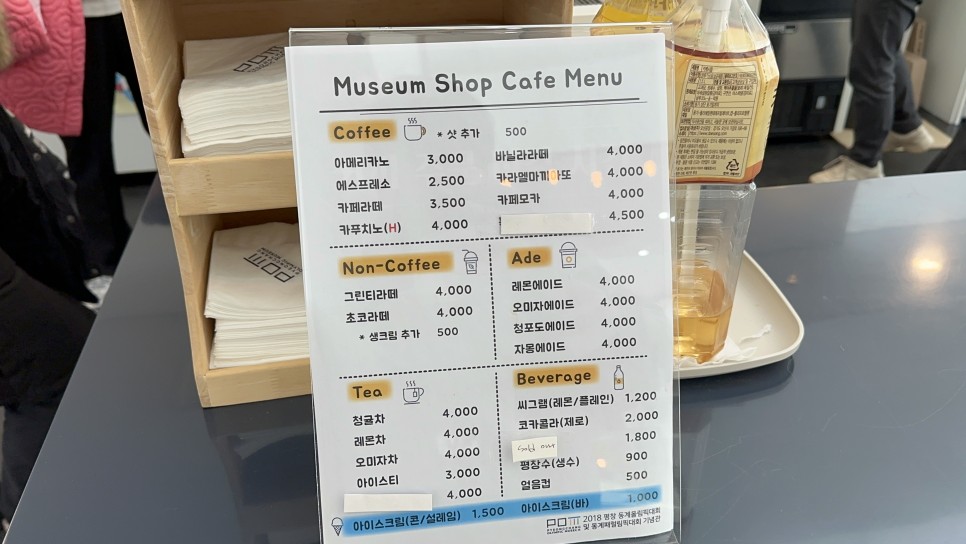 Museum Shop Cafe Menu
Coffee * 샷 추가 500
아메리카노 3,000
에스프레소 2,500
카페라떼 3,500
카푸치노(H) 4,000
바닐라라떼 4,000
카라멜마끼아또 4,000
카페모카 4,000
4,500
Non-Coffee
그린티라떼 4,000
초코라떼 4,000
* 생크림 추가 500
Ade
레몬에이드 4,000
오미자에이드 4,000
청포도에이드 4,000
자몽에이드 4,000
Tea
청귤차 4,000
레몬차 4,000
오미자차 4,000
아이스티 3,000
4,000
Beverage
씨그램(레몬/플레인) 1,200
코카콜라(제로) 2,000
Sold out 1,800
평창수(생수) 900
얼음컵 500
아이스크림(콘/설레임) 1,500 아이스크림(바) 1,000
POM
PYEONGCHANG
OLYMPIC MUSEUM
2018 평창 동계올림픽대회
및 동계패럴림픽대회 기념관